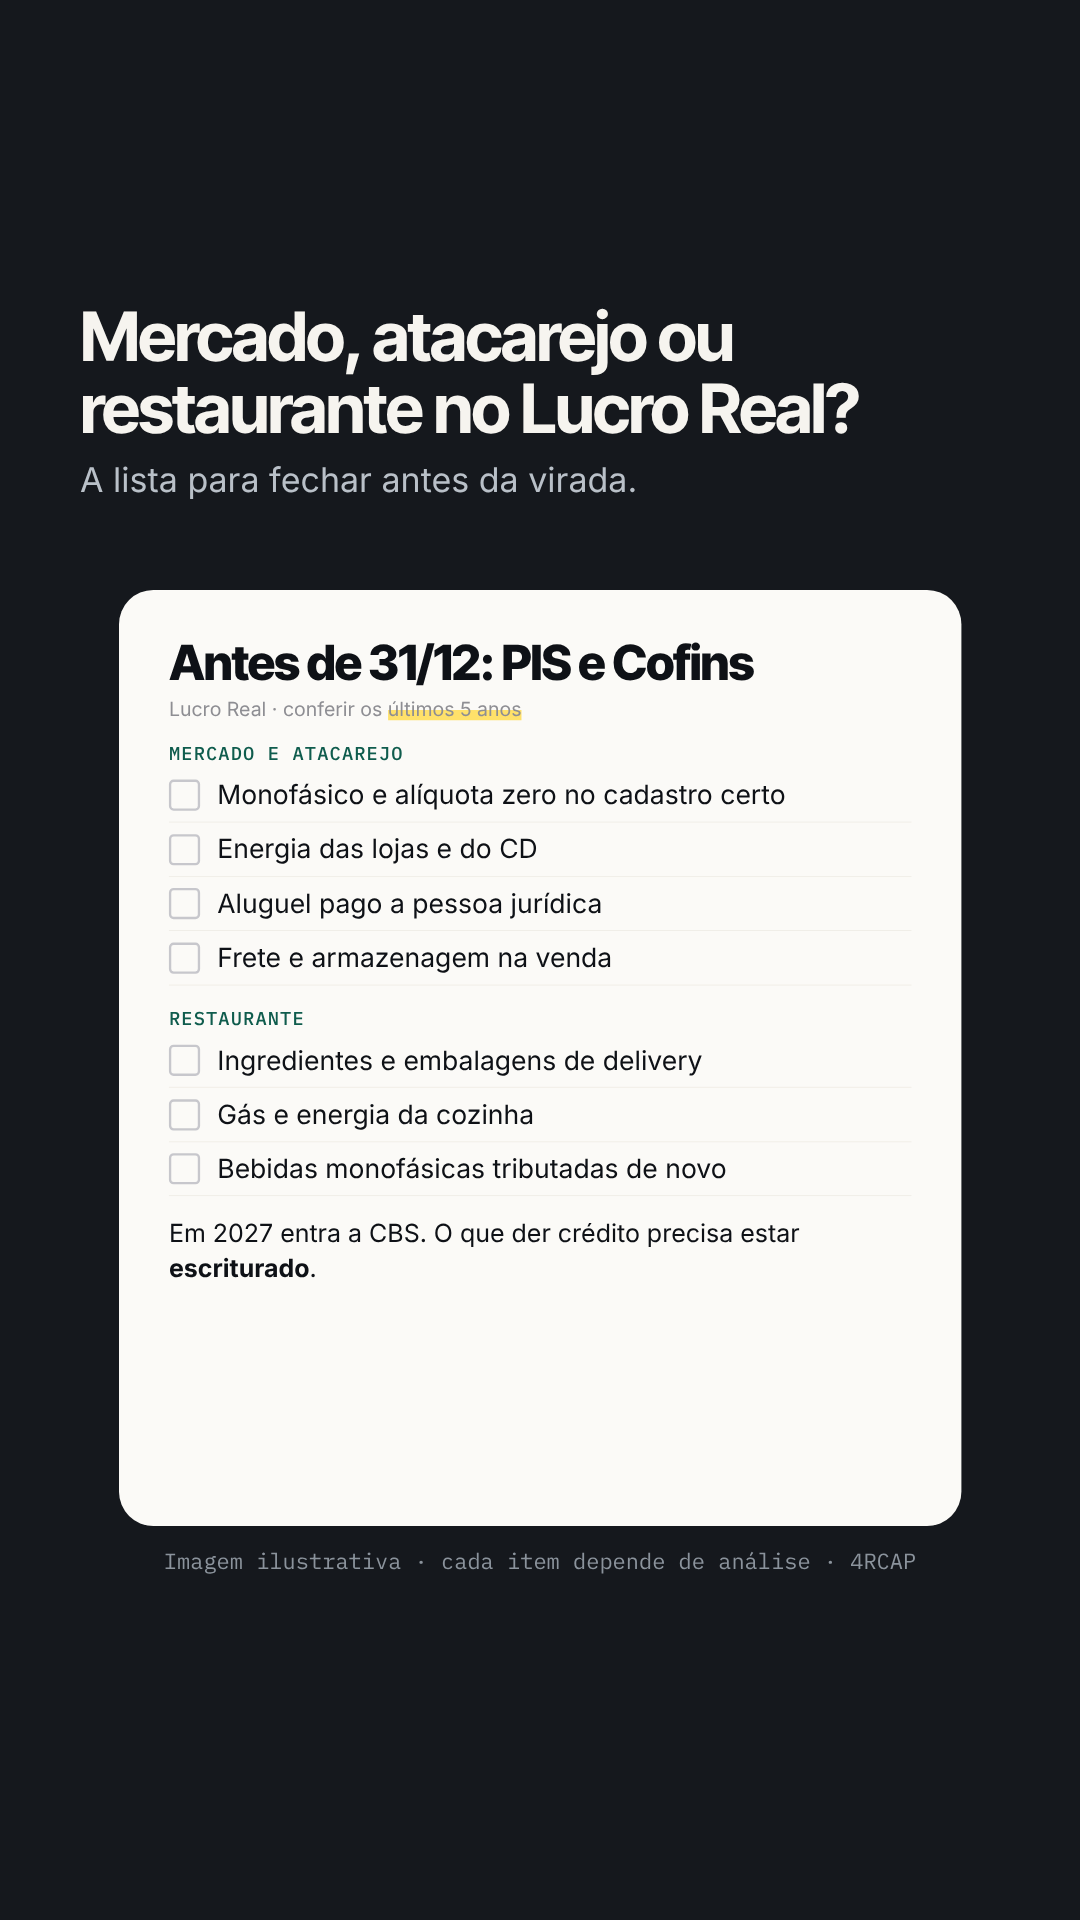 Mercado, atacarejo ou
restaurante no Lucro Real?
A lista para fechar antes da virada.
Antes de 31/12: PIS e Cofins
Lucro Real · conferir os últimos 5 anos
MERCADO E ATACAREJO
Monofásico e alíquota zero no cadastro certo
Energia das lojas e do CD
Aluguel pago a pessoa jurídica
Frete e armazenagem na venda
RESTAURANTE
Ingredientes e embalagens de delivery
Gás e energia da cozinha
Bebidas monofásicas tributadas de novo
Em 2027 entra a CBS. O que der crédito precisa estar
escriturado.
Imagem ilustrativa · cada item depende de análise · 4RCAP